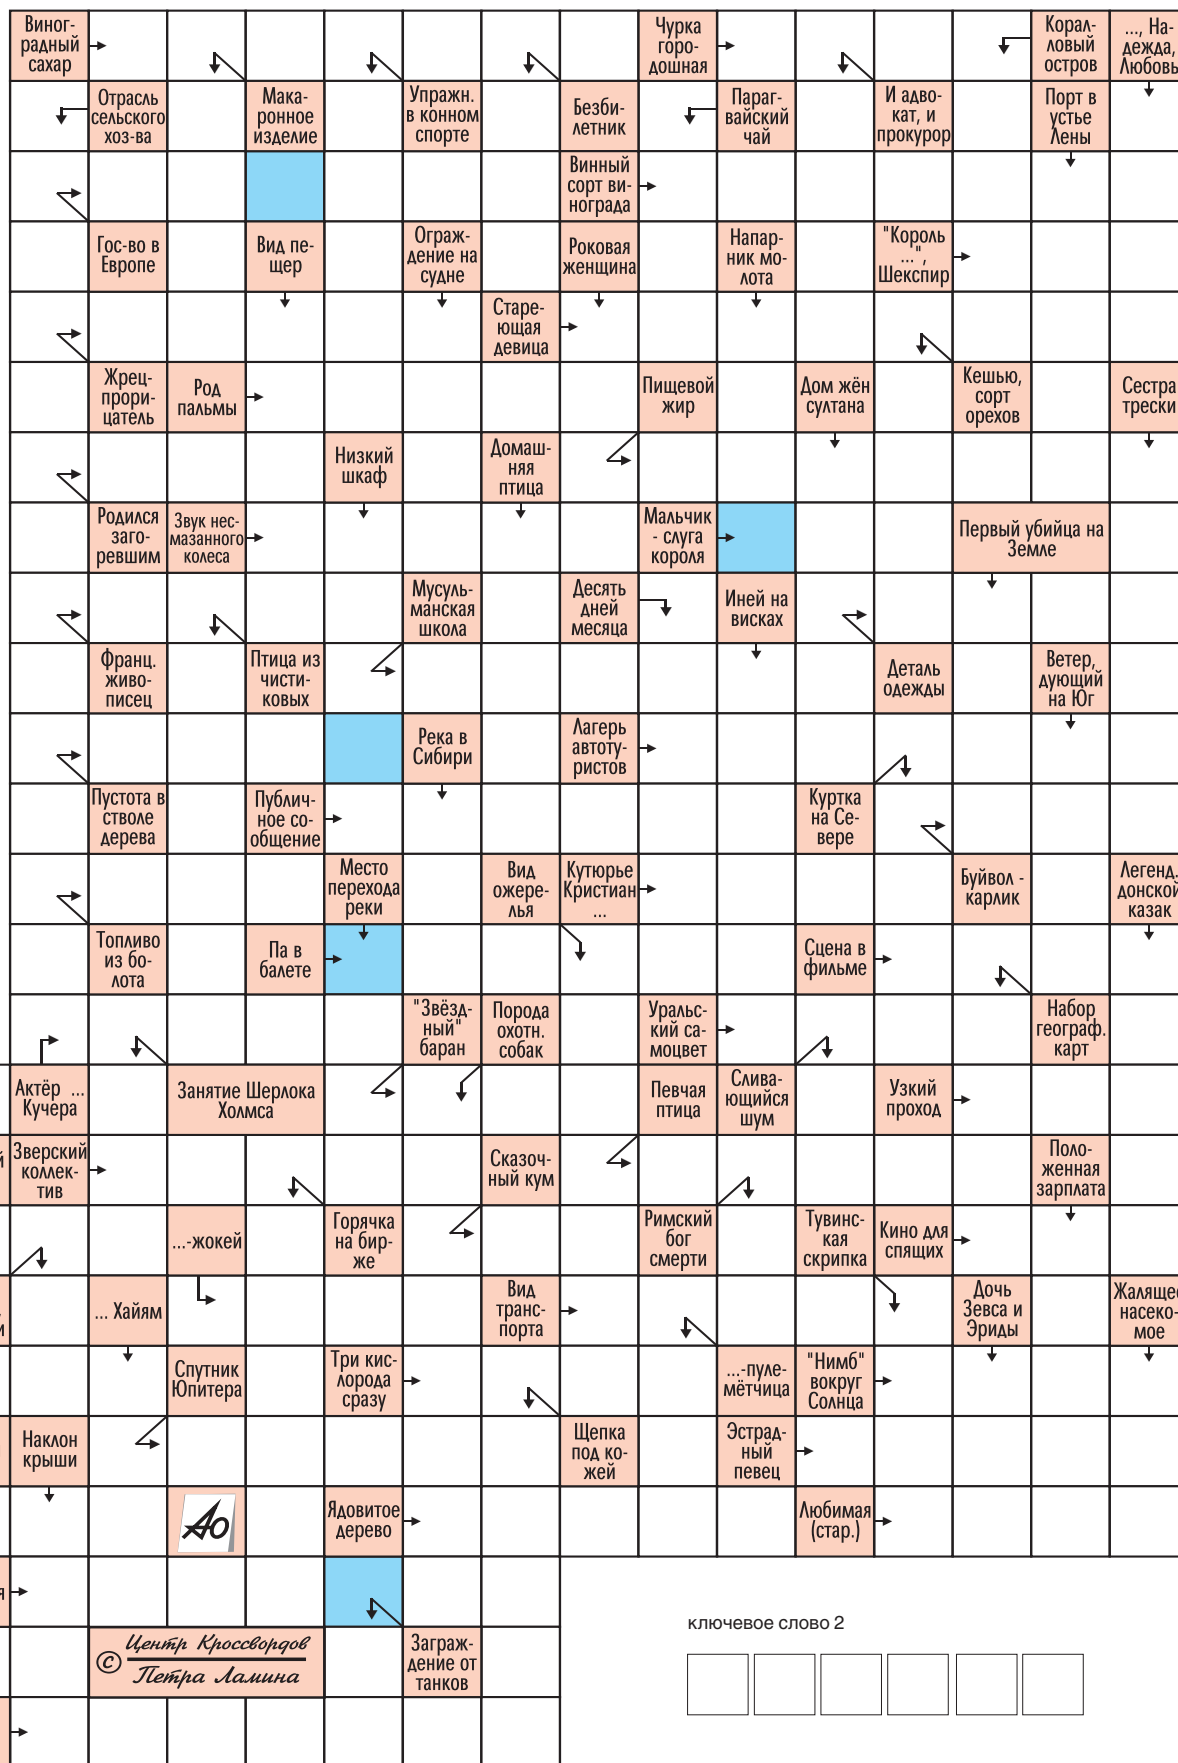 Виног-
радный
сахар
Чурка
горо-
дошная
Корал-
ловый
остров
..., На-
дежда,
Любовь
Отрасль
сельского
хоз-ва
Мака-
ронное
изделие
Упражн.
в конном
спорте
Безби-
летник
Параг-
вайский
чай
И адво-
кат, и
прокурор
Порт в
устье
Лены
Винный
сорт ви-
нограда
Гос-во в
Европе
Вид пе-
щер
Ограж-
дение на
судне
Роковая
женщина
Напар-
ник мо-
лота
"Король
...",
Шекспир
Старе-
ющая
девица
Жрец-
прори-
цатель
Род
пальмы
Пищевой
жир
Дом жён
султана
Кешью,
сорт
орехов
Сестра
трески
Низкий
шкаф
Домаш-
няя
птица
Родился
заго-
ревшим
Звук нес-
мазанного
колеса
Мальчик
- слуга
короля
Первый убийца на
Земле
Мусуль-
манская
школа
Десять
дней
месяца
Иней на
висках
Франц.
живо-
писец
Птица из
чисти-
ковых
Деталь
одежды
Ветер,
дующий
на Юг
Река в
Сибири
Лагерь
автоту-
ристов
Пустота в
стволе
дерева
Публич-
ное со-
общение
Куртка
на Се-
вере
Место
перехода
реки
Вид
ожере-
лья
Кутюрье
Кристиан
...
Буйвол -
карлик
Легенд.
донской
казак
Топливо
из бо-
лота
Па в
балете
Сцена в
фильме
"Звёзд-
ный"
баран
Порода
охотн.
собак
Уральс-
кий са-
моцвет
Набор
географ.
карт
Актёр ...
Кучера
Занятие Шерлока
Холмса
Певчая
птица
Слива-
ющийся
шум
Узкий
проход
й
Зверский
коллек-
тив
Сказоч-
ный кум
Поло-
женная
зарплата
...-жокей
Горячка
на бир-
же
Римский
бог
смерти
Тувинс-
кая
скрипка
Кино для
спящих
и
... Хайям
Вид
транс-
порта
Дочь
Зевса и
Эриды
Жалящее
насеко-
мое
Спутник
Юпитера
Три кис-
лорода
сразу
...-пуле-
мётчица
"Нимб"
вокруг
Солнца
Наклон
крыши
Щепка
под ко-
жей
Эстрад-
ный
певец
Ядовитое
дерево
Любимая
(стар.)
я
ключевое слово 2
© Центр Кроссвордов
Петра Ламина
Заграж-
дение от
танков